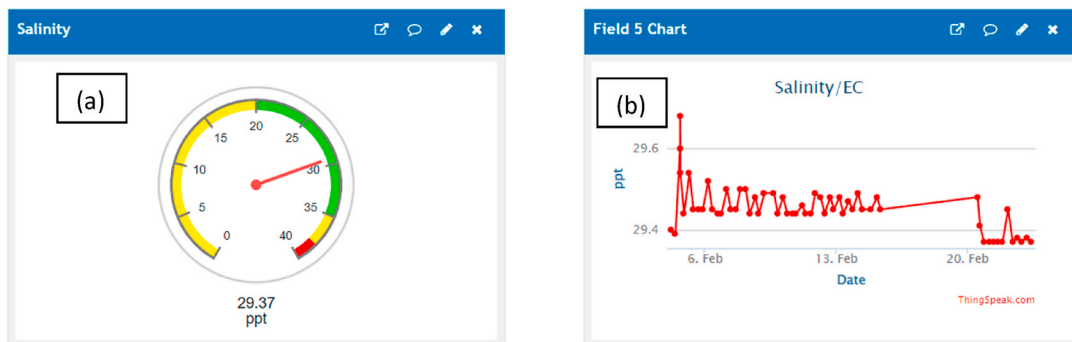 Salinity
(a)
0
5
10
15
20
25
30
35
40
29.37
ppt
Field 5 Chart
(b)
Salinity/EC
29.6
29.4
ppt
6. Feb
13. Feb
20. Feb
Date
ThingSpeak.com